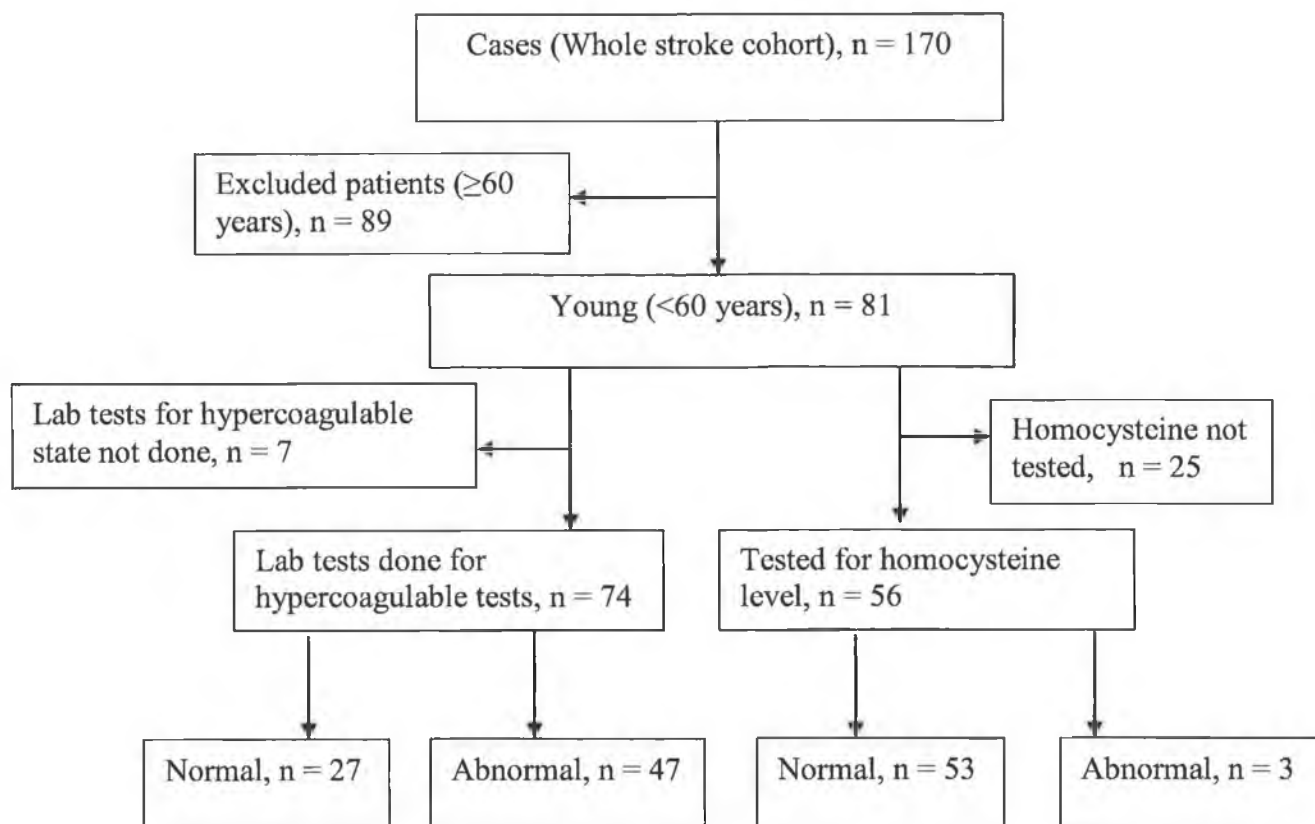 Cases (Whole stroke cohort), n = 170
Excluded patients (≥60
years), n = 89
Young (<60 years), n = 81
Lab tests for hypercoagulable
state not done, n = 7
Homocysteine not
tested, n = 25
Lab tests done for
hypercoagulable tests, n = 74
Tested for homocysteine
level, n = 56
Normal, n = 27
Abnormal, n = 47
Normal, n = 53
Abnormal, n = 3